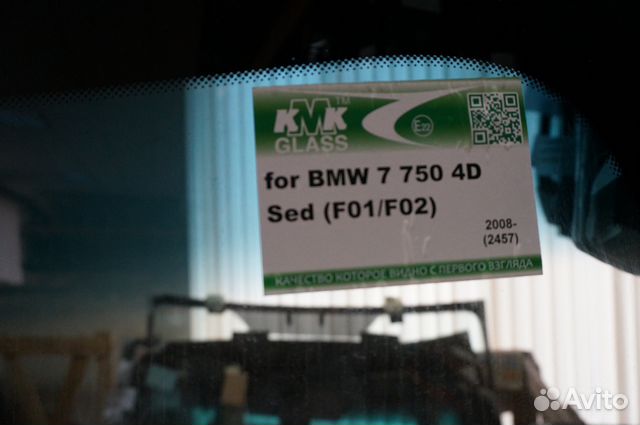 KMK TM
GLASS
E22
for BMW 7 750 4D
Sed (F01/F02)
2008-
(2457)
КАЧЕСТВО КОТОРОЕ ВИДНО С ПЕРВОГО ВЗГЛЯДА
Avito